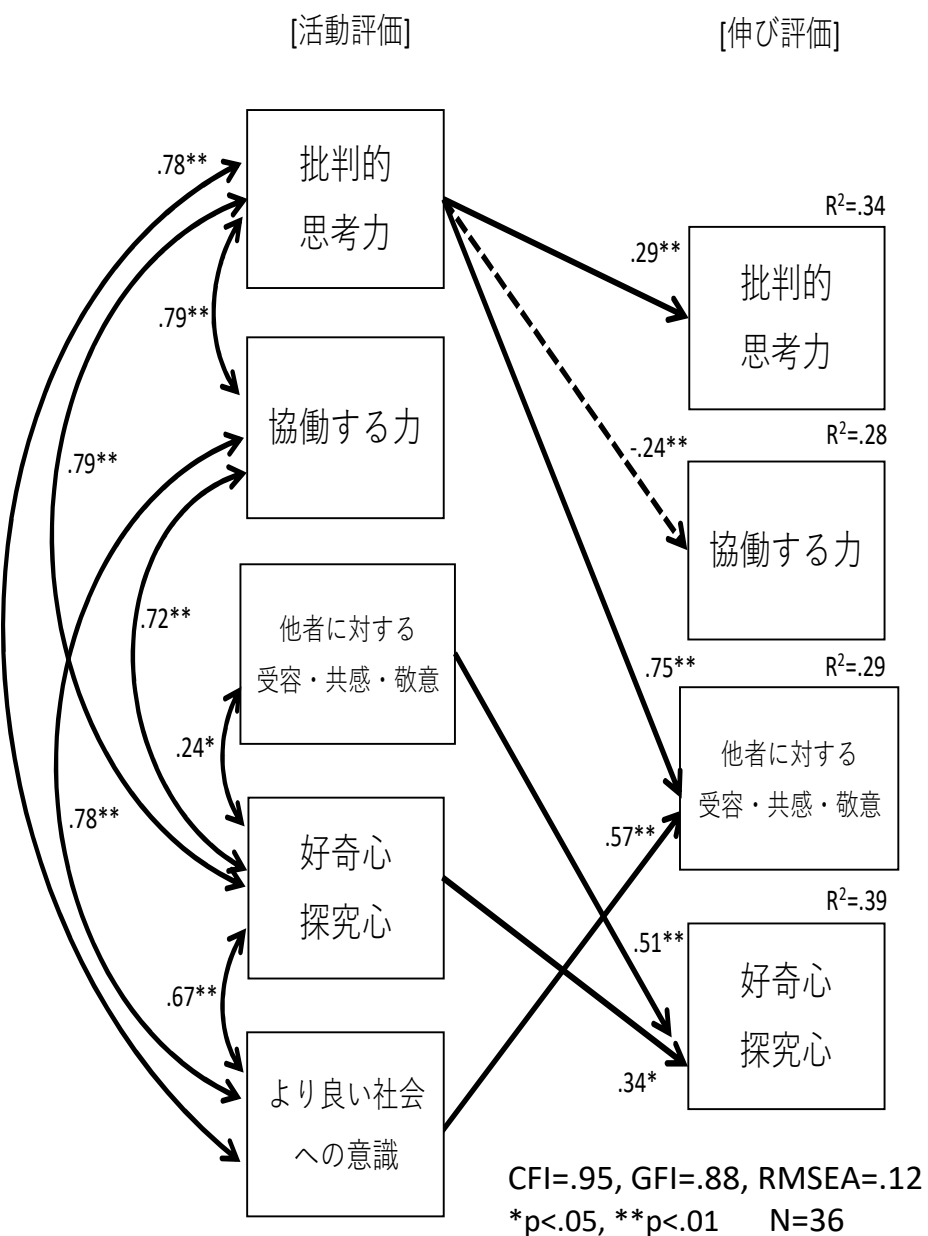 [活動評価]
[伸び評価]
.78**
批判的
思考力
R²=.34
.29**
批判的
思考力
.79**
協働する力
.79**
R²=.28
-.24**
協働する力
.72**
他者に対する
受容・共感・敬意
.24*
R²=.29
.75**
他者に対する
受容・共感・敬意
.78**
好奇心
探究心
.57**
R²=.39
.51**
好奇心
探究心
.67**
.34*
より良い社会
への意識
CFI=.95, GFI=.88, RMSEA=.12
*p<.05, **p<.01 N=36